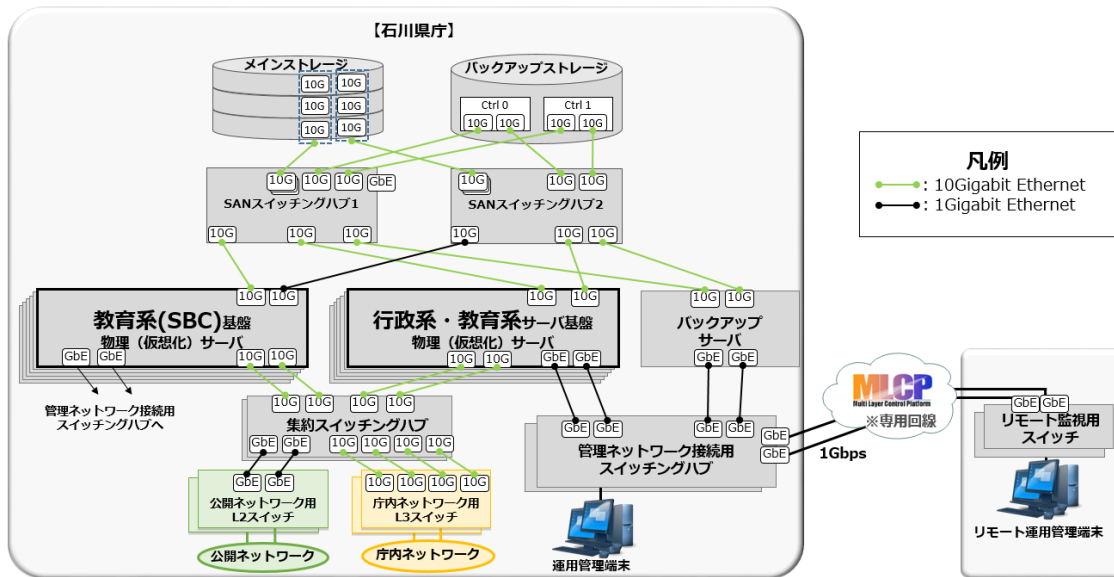 【石川県庁】
メインストレージ
10G 10G
10G 10G
10G 10G
バックアップストレージ
Ctrl 0
10G 10G
Ctrl 1
10G 10G
10G 10G 10G GbE
SANスイッチングハブ1
10G 10G 10G
10G 10G 10G
SANスイッチングハブ2
10G 10G 10G
凡例
: 10Gigabit Ethernet
: 1Gigabit Ethernet
10G 10G
教育系(SBC)基盤
物理（仮想化）サーバ
GbE GbE
10G 10G
管理ネットワーク接続用
スイッチングハブへ
10G 10G
行政系・教育系サーバ基盤
物理（仮想化）サーバ
10G 10G
GbE GbE
10G 10G
バックアップ
サーバ
GbE GbE
10G 10G 10G 10G
集約スイッチングハブ
GbE GbE 10G 10G 10G 10G
GbE GbE
公開ネットワーク用
L2スイッチ
公開ネットワーク
10G 10G 10G 10G
庁内ネットワーク用
L3スイッチ
庁内ネットワーク
GbE GbE GbE GbE
管理ネットワーク接続用
スイッチングハブ
GbE
GbE
運用管理端末
1Gbps
MLCP
Multi Layer Control Platform
※専用回線
GbE GbE
リモート監視用
スイッチ
リモート運用管理端末